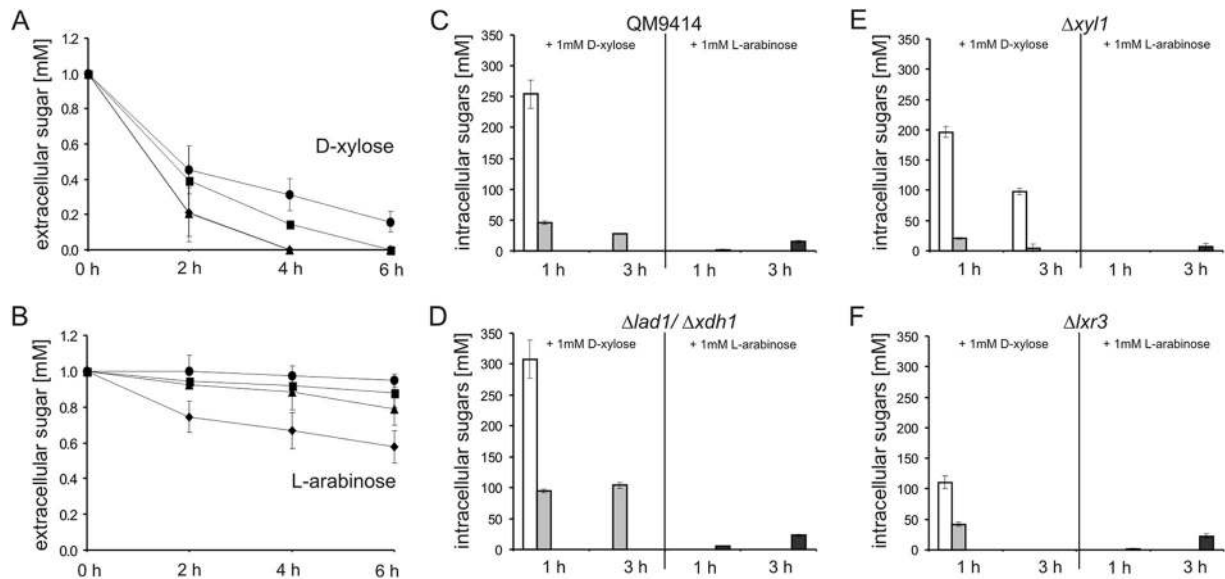 A
extracellular sugar [mM]
1.2
1.0
0.8
0.6
0.4
0.2
0.0
D-xylose
0 h 2 h 4 h 6 h
B
extracellular sugar [mM]
1.2
1.0
0.8
0.6
0.4
0.2
0.0
L-arabinose
0 h 2 h 4 h 6 h
C
QM9414
+ 1mM D-xylose + 1mM L-arabinose
intracellular sugars [mM]
350
300
250
200
150
100
50
0
1 h 3 h 1 h 3 h
D
Δlad1/ Δxdh1
+ 1mM D-xylose + 1mM L-arabinose
intracellular sugars [mM]
350
300
250
200
150
100
50
0
1 h 3 h 1 h 3 h
E
Δxyl1
+ 1mM D-xylose + 1mM L-arabinose
intracellular sugars [mM]
350
300
250
200
150
100
50
0
1 h 3 h 1 h 3 h
F
Δlxr3
+ 1mM D-xylose + 1mM L-arabinose
intracellular sugars [mM]
350
300
250
200
150
100
50
0
1 h 3 h 1 h 3 h